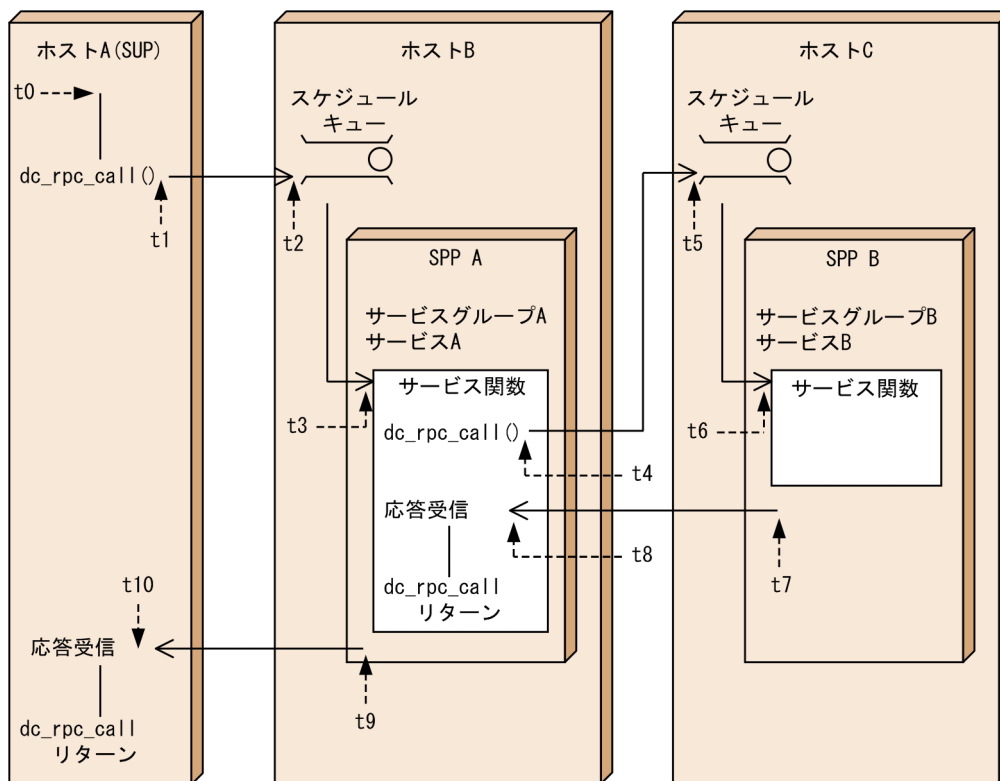 ホストA(SUP)
t0
dc_rpc_call()
t1
応答受信
t10
dc_rpc_call
リターン
ホストB
スケジュール
キュー
t2
SPP A
サービスグループA
サービスA
サービス関数
t3
dc_rpc_call()
t4
応答受信
t8
dc_rpc_call
リターン
t9
ホストC
スケジュール
キュー
t5
SPP B
サービスグループB
サービスB
サービス関数
t6
t7